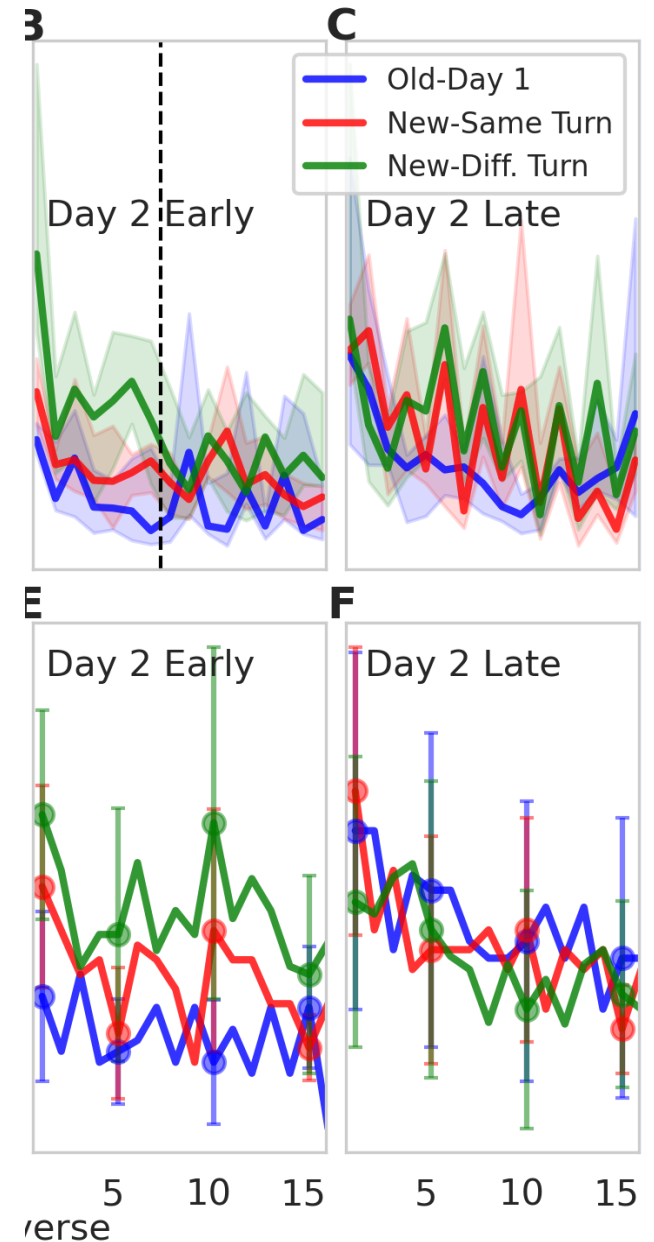 B
C
Old-Day 1
New-Same Turn
New-Diff. Turn
Day 2 Early
Day 2 Late
E
F
Day 2 Early
Day 2 Late
5 10 15
5 10 15
verse